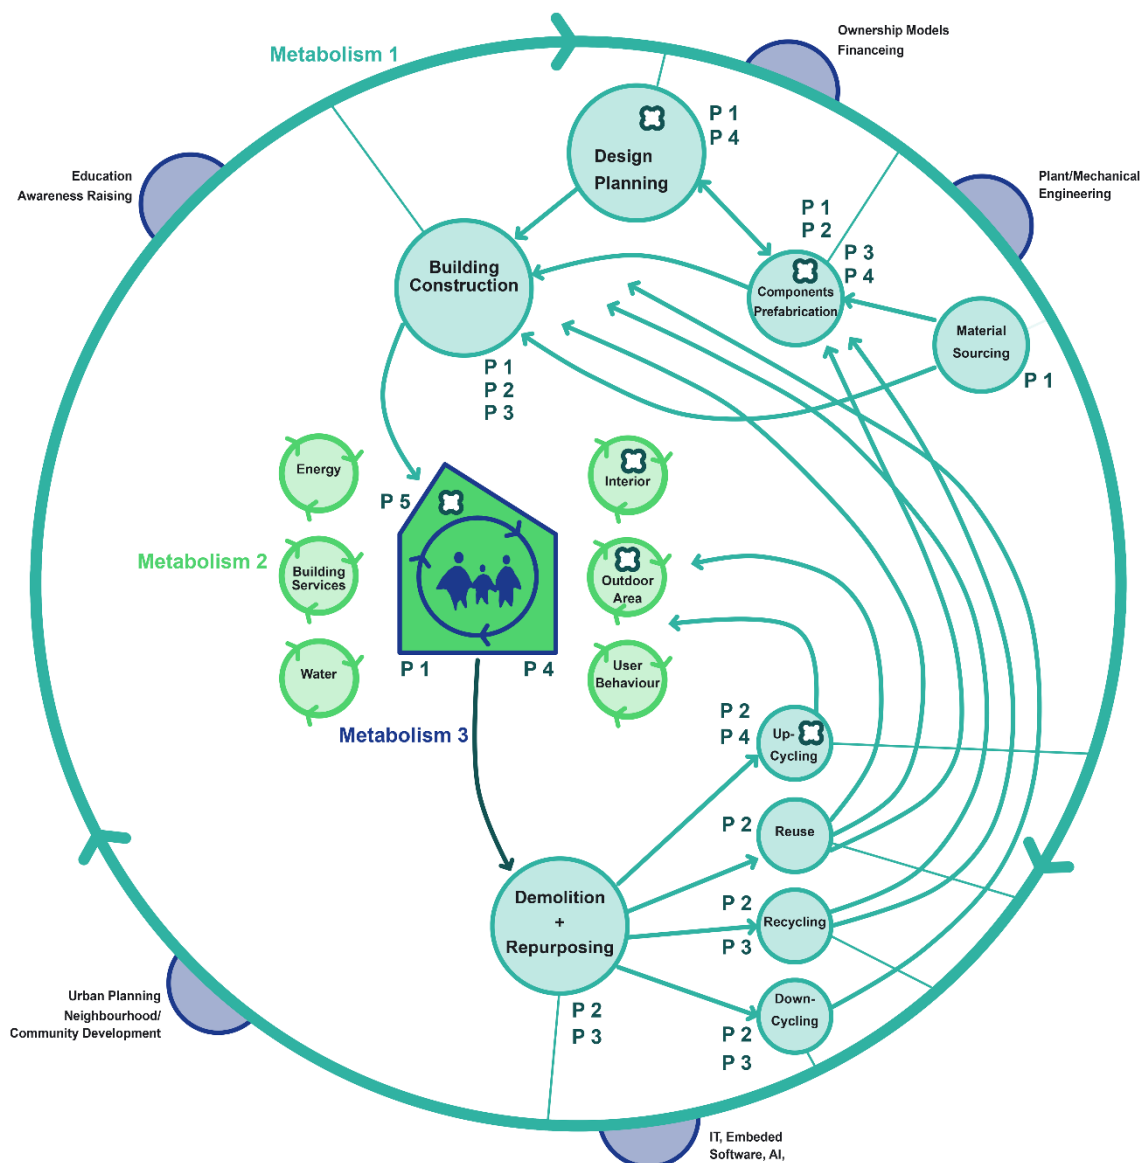 Metabolism 1
Ownership Models
Financeing
Education
Awareness Raising
Plant/Mechanical
Engineering
Design
Planning
P 1
P 4
Building
Construction
P 1
P 2
P 3
P 1
P 2
P 3
P 4
Components
Prefabrication
Material
Sourcing
P 1
Metabolism 2
Energy
Building
Services
Water
P 5
P 1
P 4
Interior
Outdoor
Area
User
Behaviour
Metabolism 3
P 2
P 4
Up-
Cycling
P 2
Reuse
P 2
P 3
Recycling
Down-
Cycling
P 2
P 3
Demolition
+
Repurposing
P 2
P 3
Urban Planning
Neighbourhood/
Community Development
IT, Embeded
Software, AI,